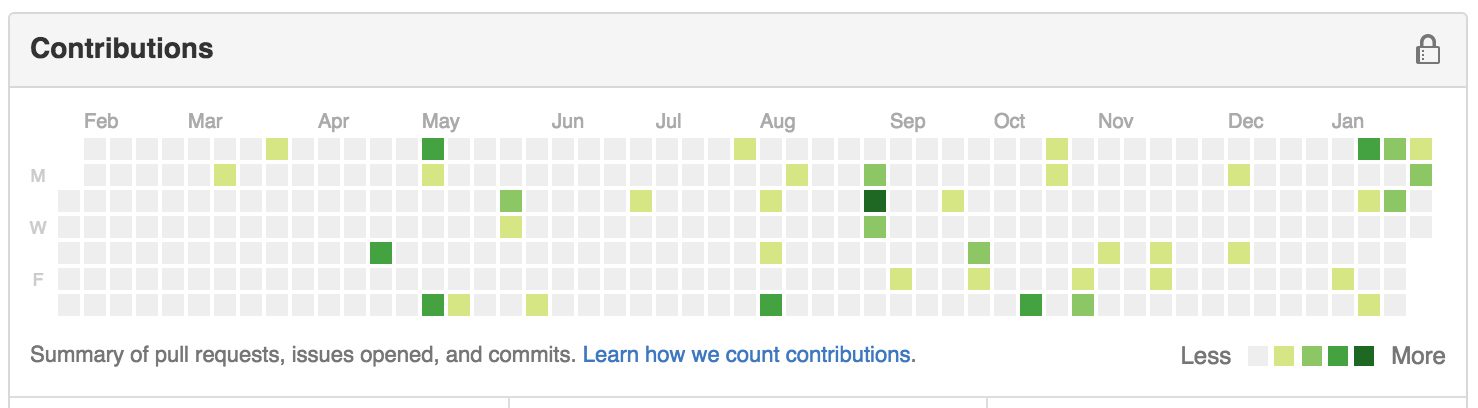 Contributions
Feb Mar Apr May Jun Jul Aug Sep Oct Nov Dec Jan
M
W
F
Summary of pull requests, issues opened, and commits. Learn how we count contributions.
Less More